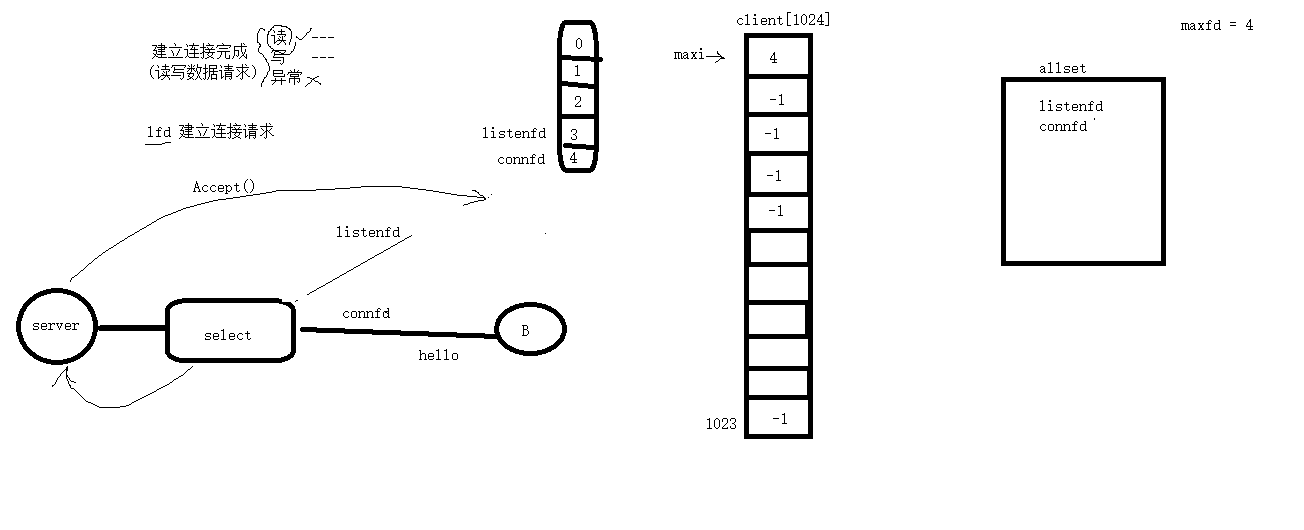 建立连接完成
(读写数据请求)
读
写
异常
lfd 建立连接请求
Accept()
listenfd
server
select
connfd
hello
B
0
1
2
listenfd 3
connfd 4
client[1024]
maxi
4
-1
-1
-1
-1
1023 -1
allset
listenfd
connfd
maxfd = 4